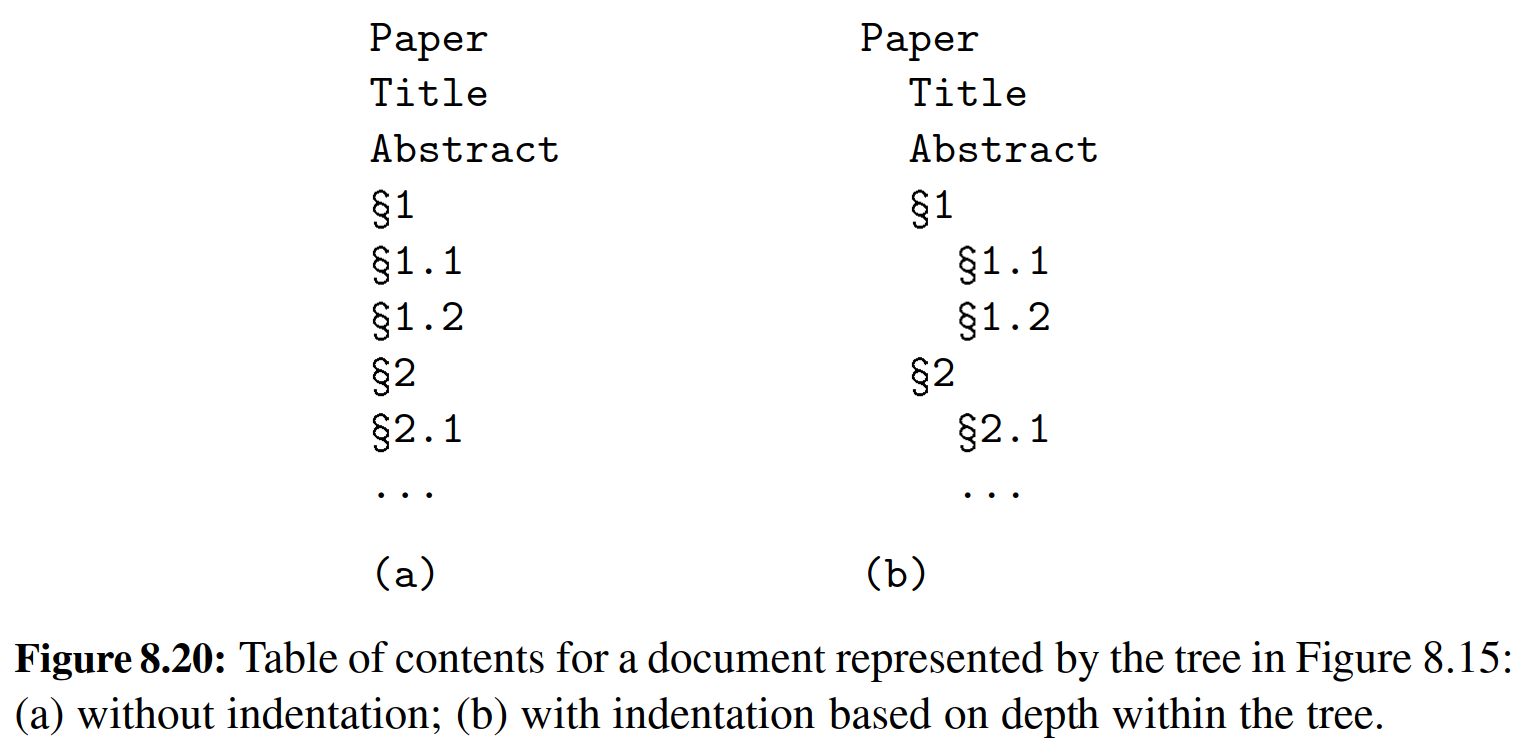 Paper
Title
Abstract
§1
§1.1
§1.2
§2
§2.1
...
(a)
Paper
Title
Abstract
§1
§1.1
§1.2
§2
§2.1
...
(b)
Figure 8.20: Table of contents for a document represented by the tree in Figure 8.15:
(a) without indentation; (b) with indentation based on depth within the tree.